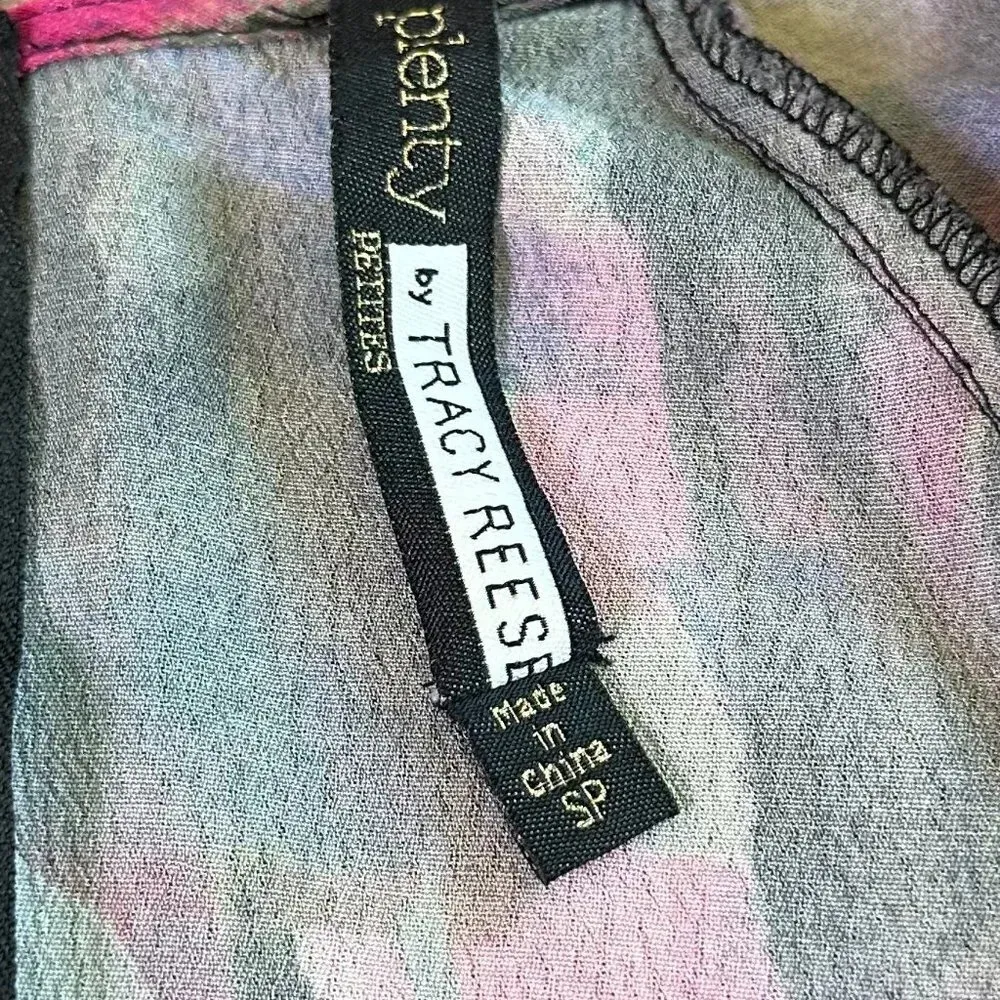 plenty
PETITES
by TRACY REESE
Made
in
China
SP